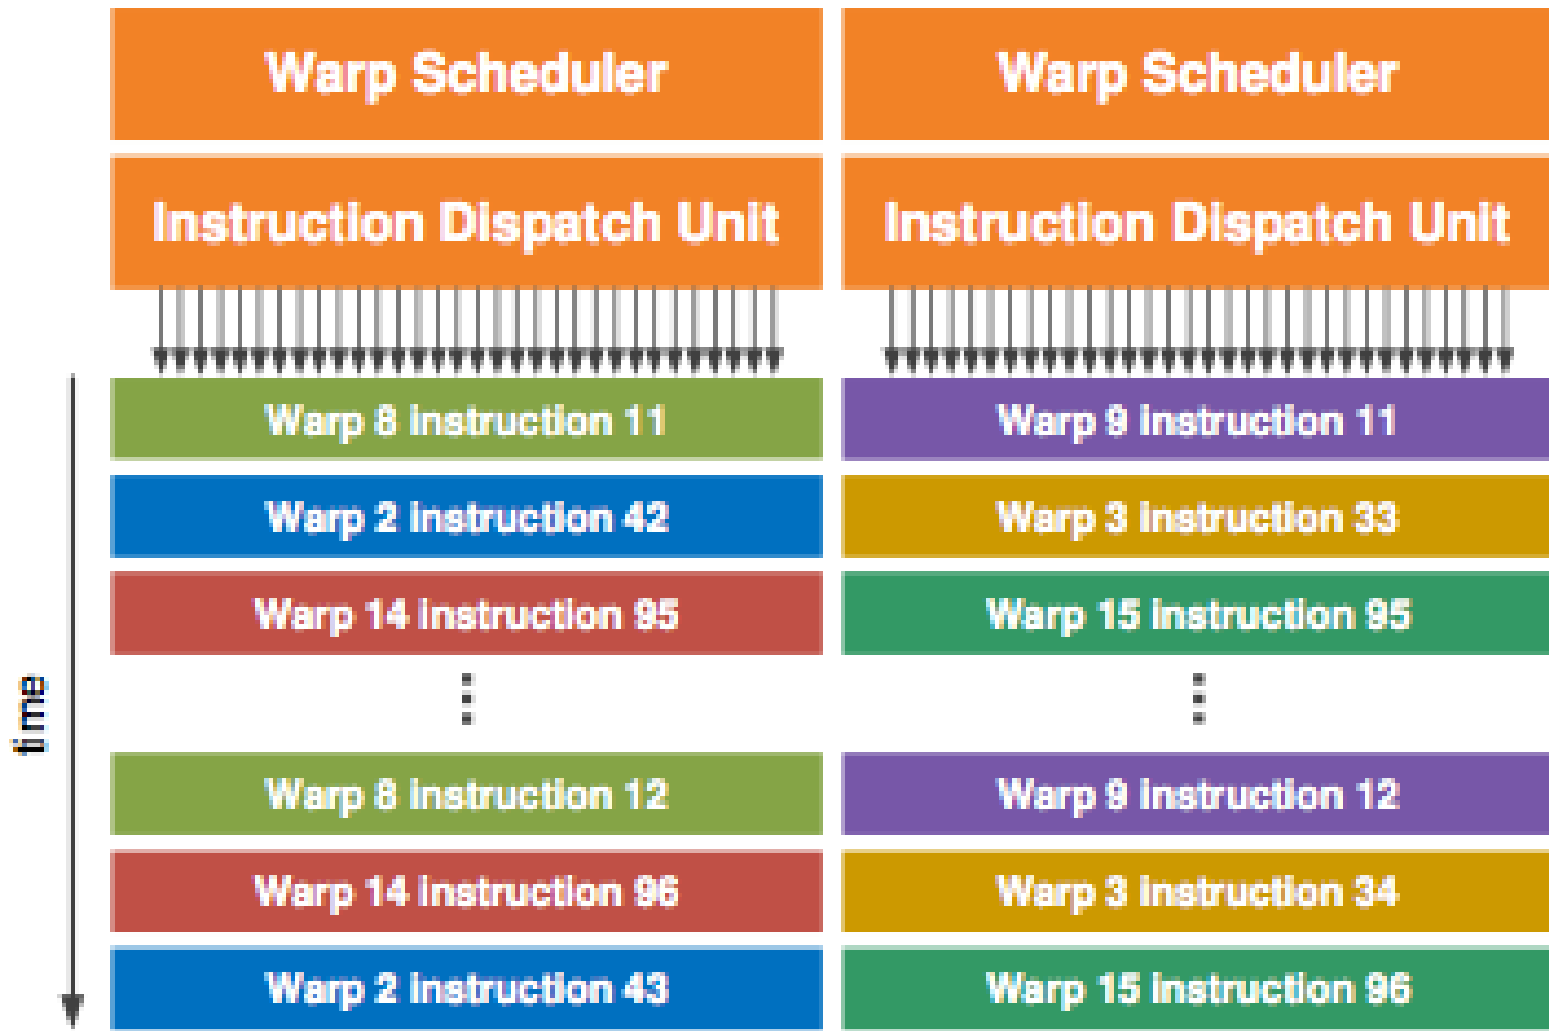 Warp Scheduler
Warp Scheduler
Instruction Dispatch Unit
Instruction Dispatch Unit
Warp 8 instruction 11
Warp 9 instruction 11
Warp 2 instruction 42
Warp 3 instruction 33
Warp 14 instruction 95
Warp 15 instruction 95
time
Warp 8 instruction 12
Warp 9 instruction 12
Warp 14 instruction 96
Warp 3 instruction 34
Warp 2 instruction 43
Warp 15 instruction 96